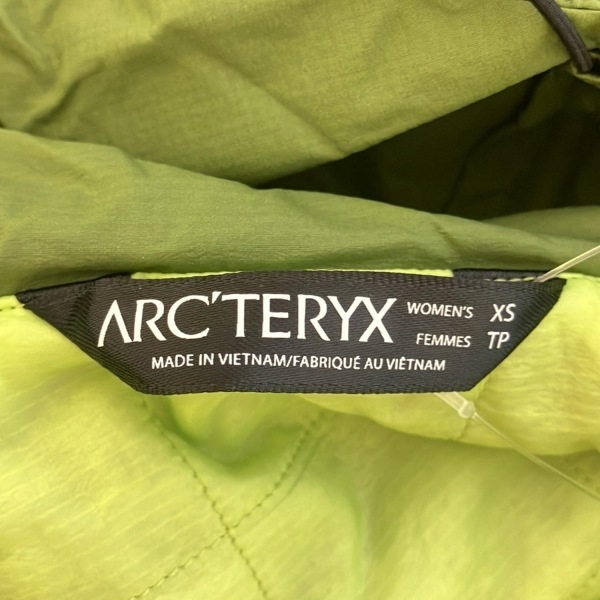 ARC'TERYX WOMEN'S XS
FEMMES TP
MADE IN VIETNAM/FABRIQUÉ AU VIÊTNAM